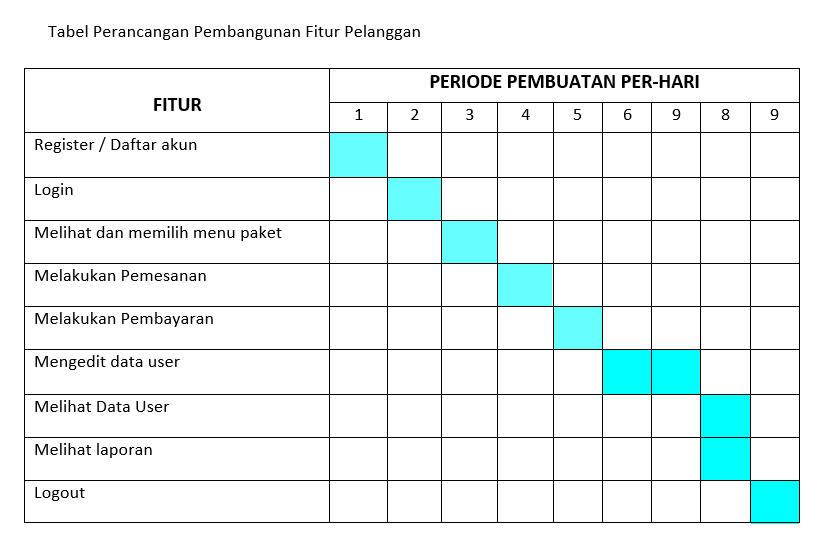 Tabel Perancangan Pembangunan Fitur Pelanggan
FITUR
PERIODE PEMBUATAN PER-HARI
1 2 3 4 5 6 9 8 9
Register / Daftar akun
Login
Melihat dan memilih menu paket
Melakukan Pemesanan
Melakukan Pembayaran
Mengedit data user
Melihat Data User
Melihat laporan
Logout